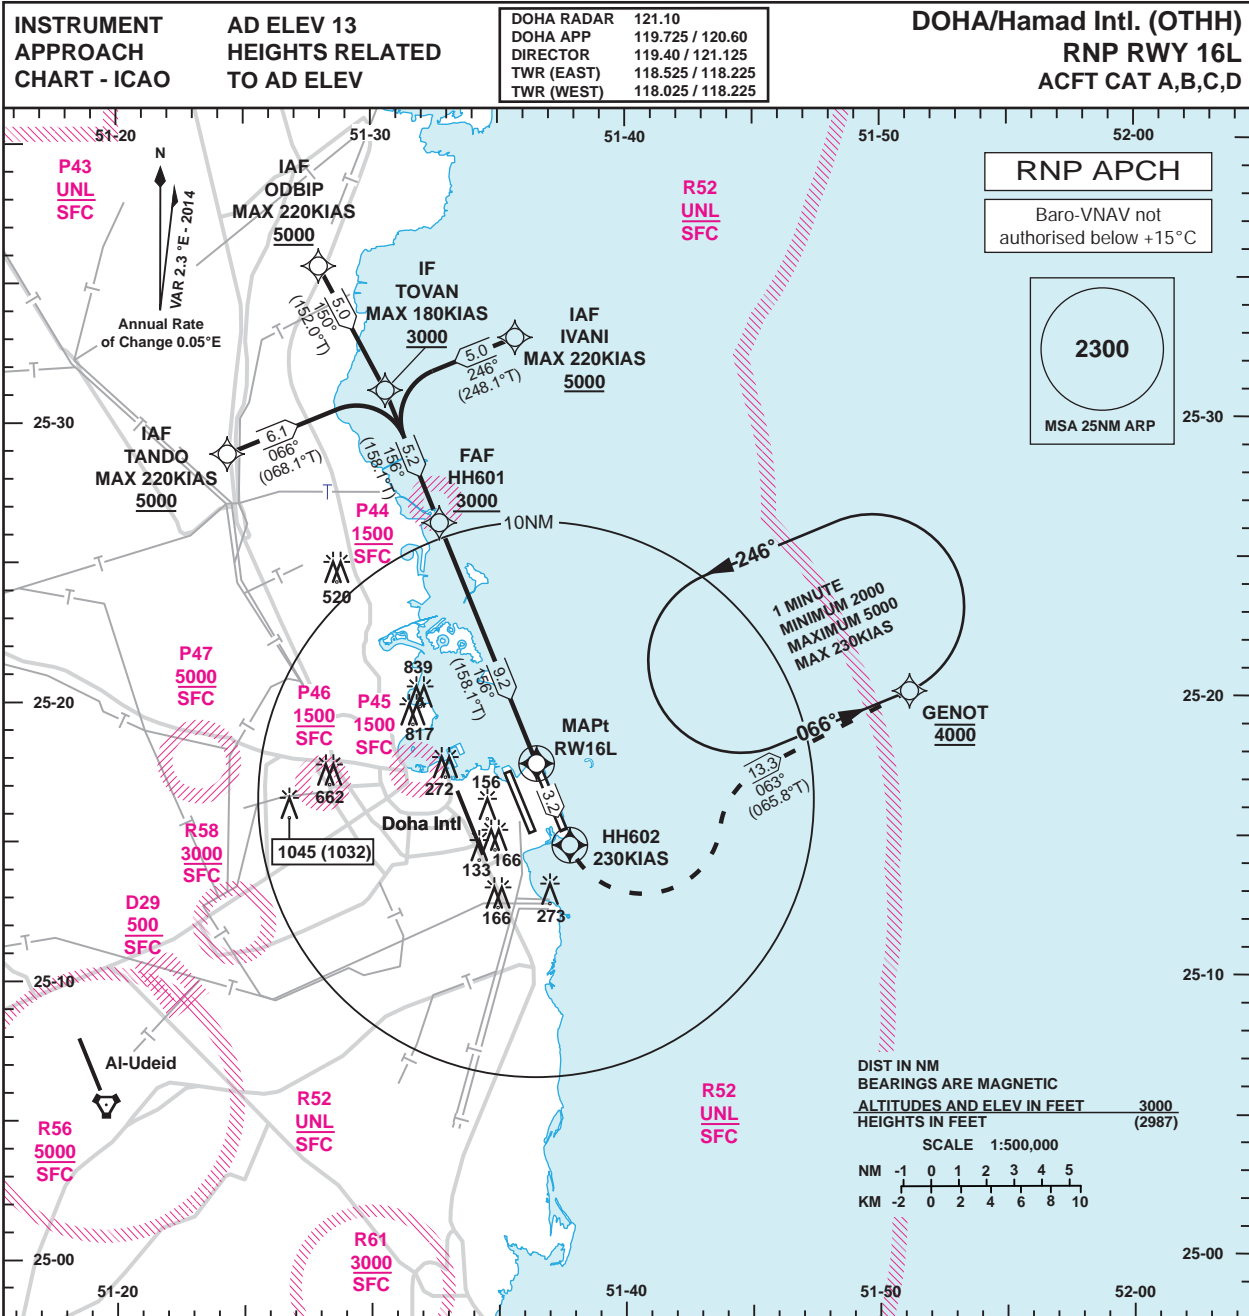 INSTRUMENT
APPROACH
CHART - ICAO
AD ELEV 13
HEIGHTS RELATED
TO AD ELEV
DOHA RADAR 121.10
DOHA APP 119.725 / 120.60
DIRECTOR 119.40 / 121.125
TWR (EAST) 118.525 / 118.225
TWR (WEST) 118.025 / 118.225
DOHA/Hamad Intl. (OTHH)
RNP RWY 16L
ACFT CAT A,B,C,D
51-20
51-30
51-40
51-50
52-00
P43
UNL
SFC
N
VAR 2.3 °E - 2014
Annual Rate
of Change 0.05°E
IAF
ODBIP
MAX 220KIAS
5000
R52
UNL
SFC
RNP APCH
Baro-VNAV not
authorised below +15°C
2300
MSA 25NM ARP
5.0
150°
(152.0°T)
IF
TOVAN
MAX 180KIAS
3000
IAF
IVANI
MAX 220KIAS
5000
5.0
246°
(248.1°T)
25-30
25-30
IAF
TANDO
MAX 220KIAS
5000
6.1
066°
(068.1°T)
5.2
156°
(158.1°T)
FAF
HH601
3000
P44
1500
SFC
10NM
520
246°
1 MINUTE
MINIMUM 2000
MAXIMUM 5000
MAX 230KIAS
066°
GENOT
4000
P47
5000
SFC
P46
1500
SFC
P45
1500
SFC
839
817
9.2
156°
(158.1°T)
25-20
25-20
MAPt
RW16L
13.3
063°
(065.8°T)
662
272
156
3.2
Doha Intl
1045 (1032)
133
166
HH602
230KIAS
R58
3000
SFC
166
273
D29
500
SFC
25-10
25-10
Al-Udeid
R56
5000
SFC
R52
UNL
SFC
R52
UNL
SFC
DIST IN NM
BEARINGS ARE MAGNETIC
ALTITUDES AND ELEV IN FEET 3000
HEIGHTS IN FEET (2987)
SCALE 1:500,000
NM -1 0 1 2 3 4 5
KM -2 0 2 4 6 8 10
R61
3000
SFC
25-00
25-00
51-20
51-40
51-50
52-00